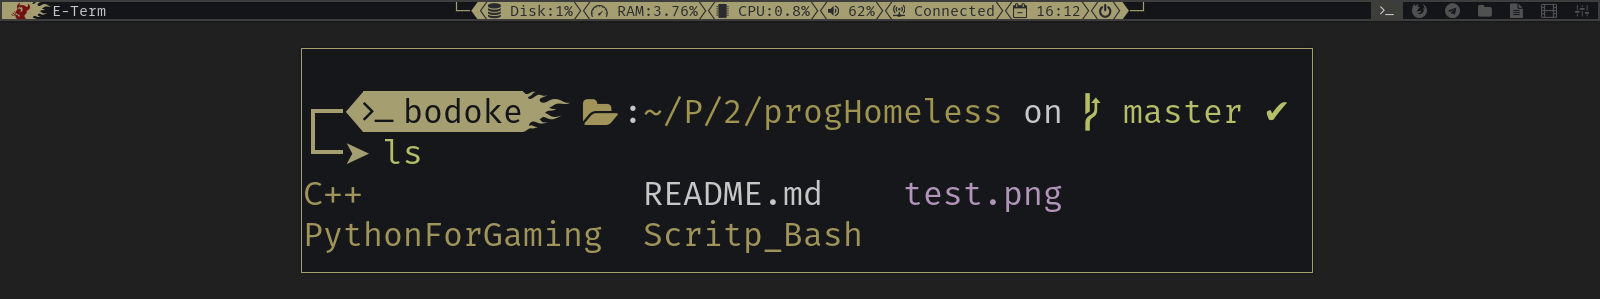 E-Term Disk:1% RAM:3.76% CPU:0.8% 62% Connected 16:12 >_
>_ bodoke :~/P/2/progHomeless on master ✔
➤ ls
C++ README.md test.png
PythonForGaming Scritp_Bash